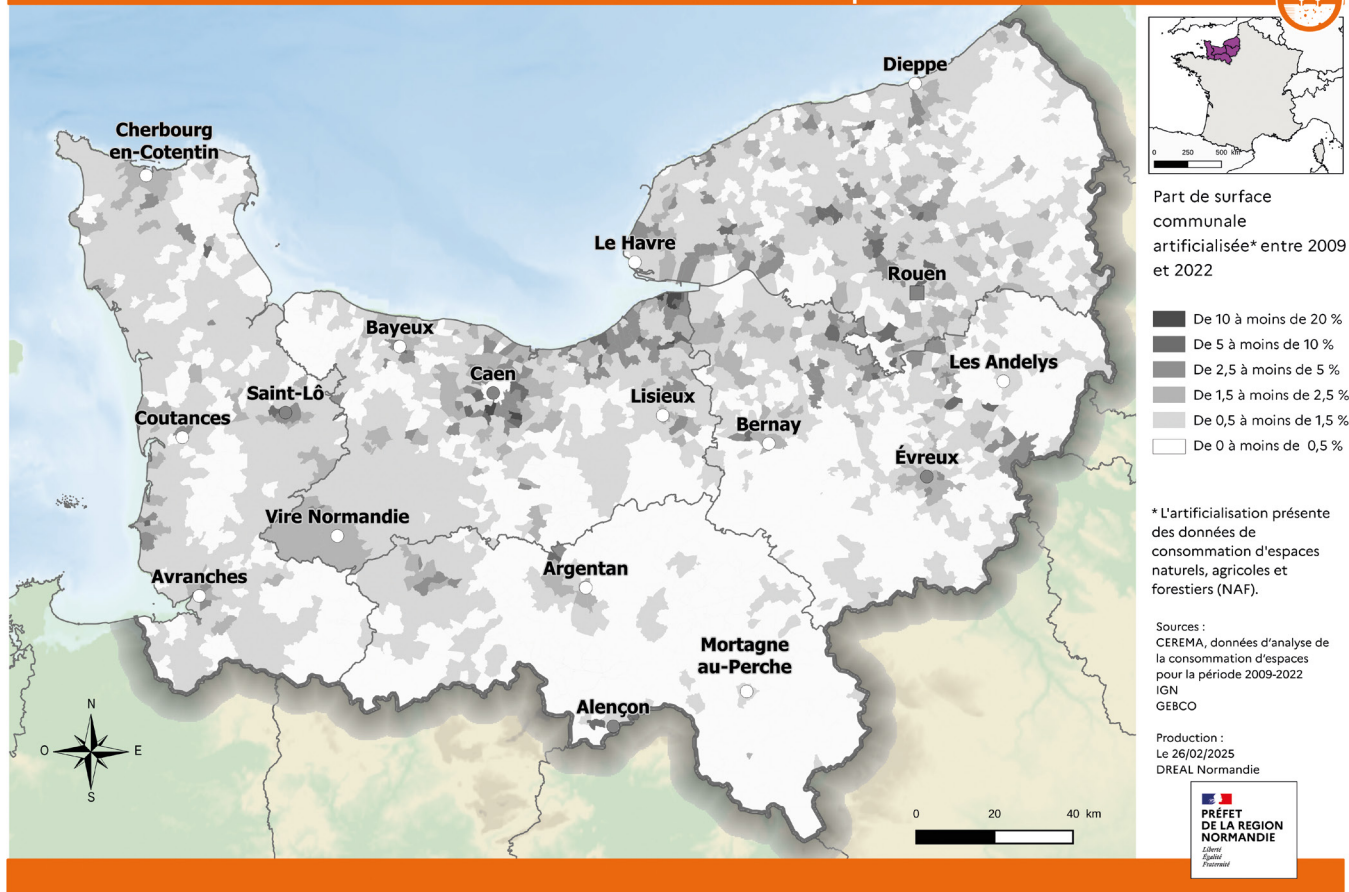 Dieppe
Cherbourg
en-Cotentin
Le Havre
Rouen
Bayeux
Caen
Les Andelys
Saint-Lô
Lisieux
Coutances
Bernay
Évreux
Vire Normandie
Argentan
Avranches
Mortagne
au-Perche
Alençon
N
O
E
S
0 20 40 km
0 250 500 km
Part de surface
communale
artificialisée* entre 2009
et 2022
De 10 à moins de 20 %
De 5 à moins de 10 %
De 2,5 à moins de 5 %
De 1,5 à moins de 2,5 %
De 0,5 à moins de 1,5 %
De 0 à moins de 0,5 %
* L'artificialisation présente
des données de
consommation d'espaces
naturels, agricoles et
forestiers (NAF).
Sources :
CEREMA, données d'analyse de
la consommation d'espaces
pour la période 2009-2022
IGN
GEBCO
Production :
Le 26/02/2025
DREAL Normandie
PRÉFET
DE LA REGION
NORMANDIE
Liberté
Égalité
Fraternité